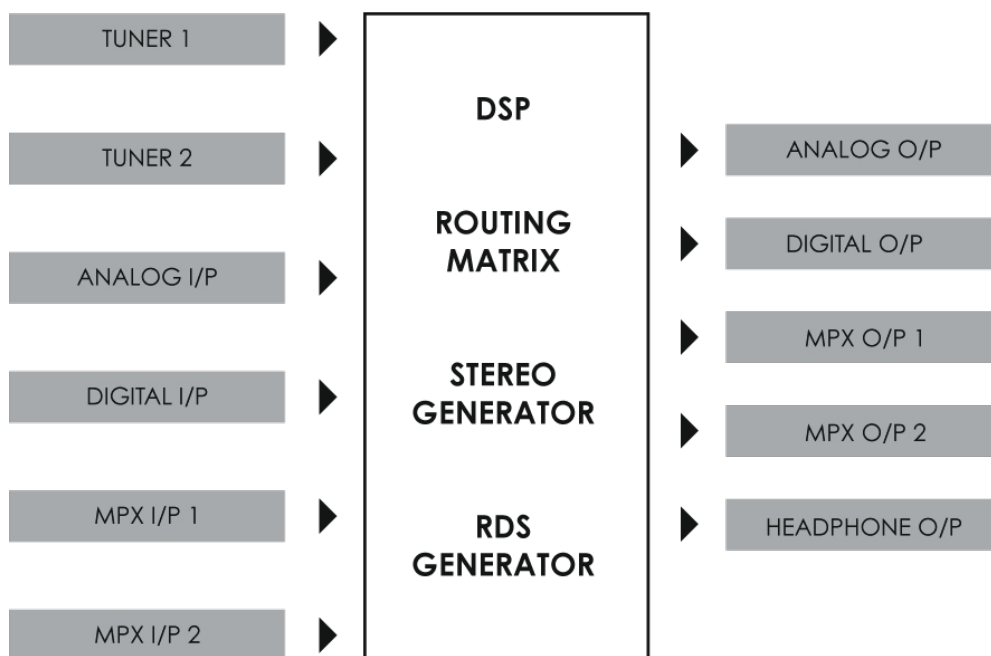 TUNER 1
TUNER 2
ANALOG I/P
DIGITAL I/P
MPX I/P 1
MPX I/P 2
DSP
ROUTING
MATRIX
STEREO
GENERATOR
RDS
GENERATOR
ANALOG O/P
DIGITAL O/P
MPX O/P 1
MPX O/P 2
HEADPHONE O/P